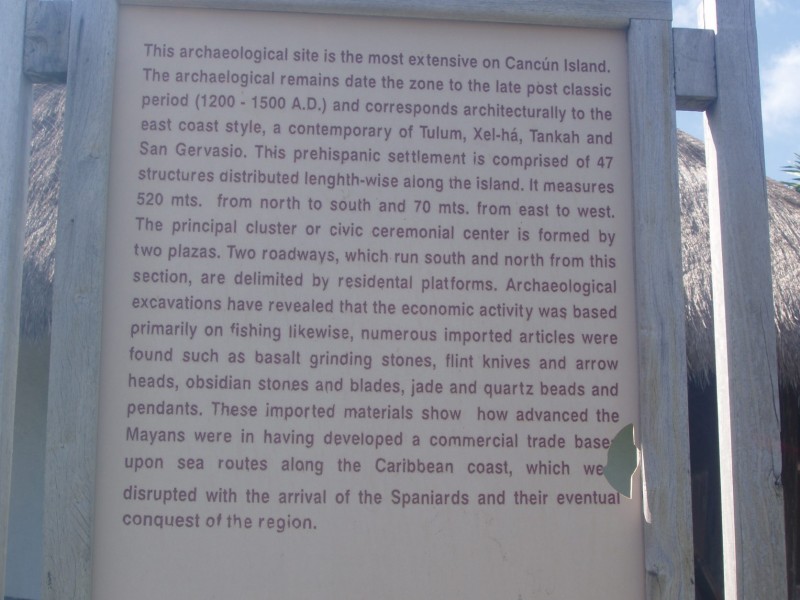 This archaeological site is the most extensive on Cancún Island.
The archaelogical remains date the zone to the late post classic
period (1200 - 1500 A.D.) and corresponds architecturally to the
east coast style, a contemporary of Tulum, Xel-há, Tankah and
San Gervasio. This prehispanic settlement is comprised of 47
structures distributed lenghth-wise along the island. It measures
520 mts. from north to south and 70 mts. from east to west.
The principal cluster or civic ceremonial center is formed by
two plazas. Two roadways, which run south and north from this
section, are delimited by residental platforms. Archaeological
excavations have revealed that the economic activity was based
primarily on fishing likewise, numerous imported articles were
found such as basalt grinding stones, flint knives and arrow
heads, obsidian stones and blades, jade and quartz beads and
pendants. These imported materials show how advanced the
Mayans were in having developed a commercial trade base
upon sea routes along the Caribbean coast, which we
disrupted with the arrival of the Spaniards and their eventual
conquest of the region.